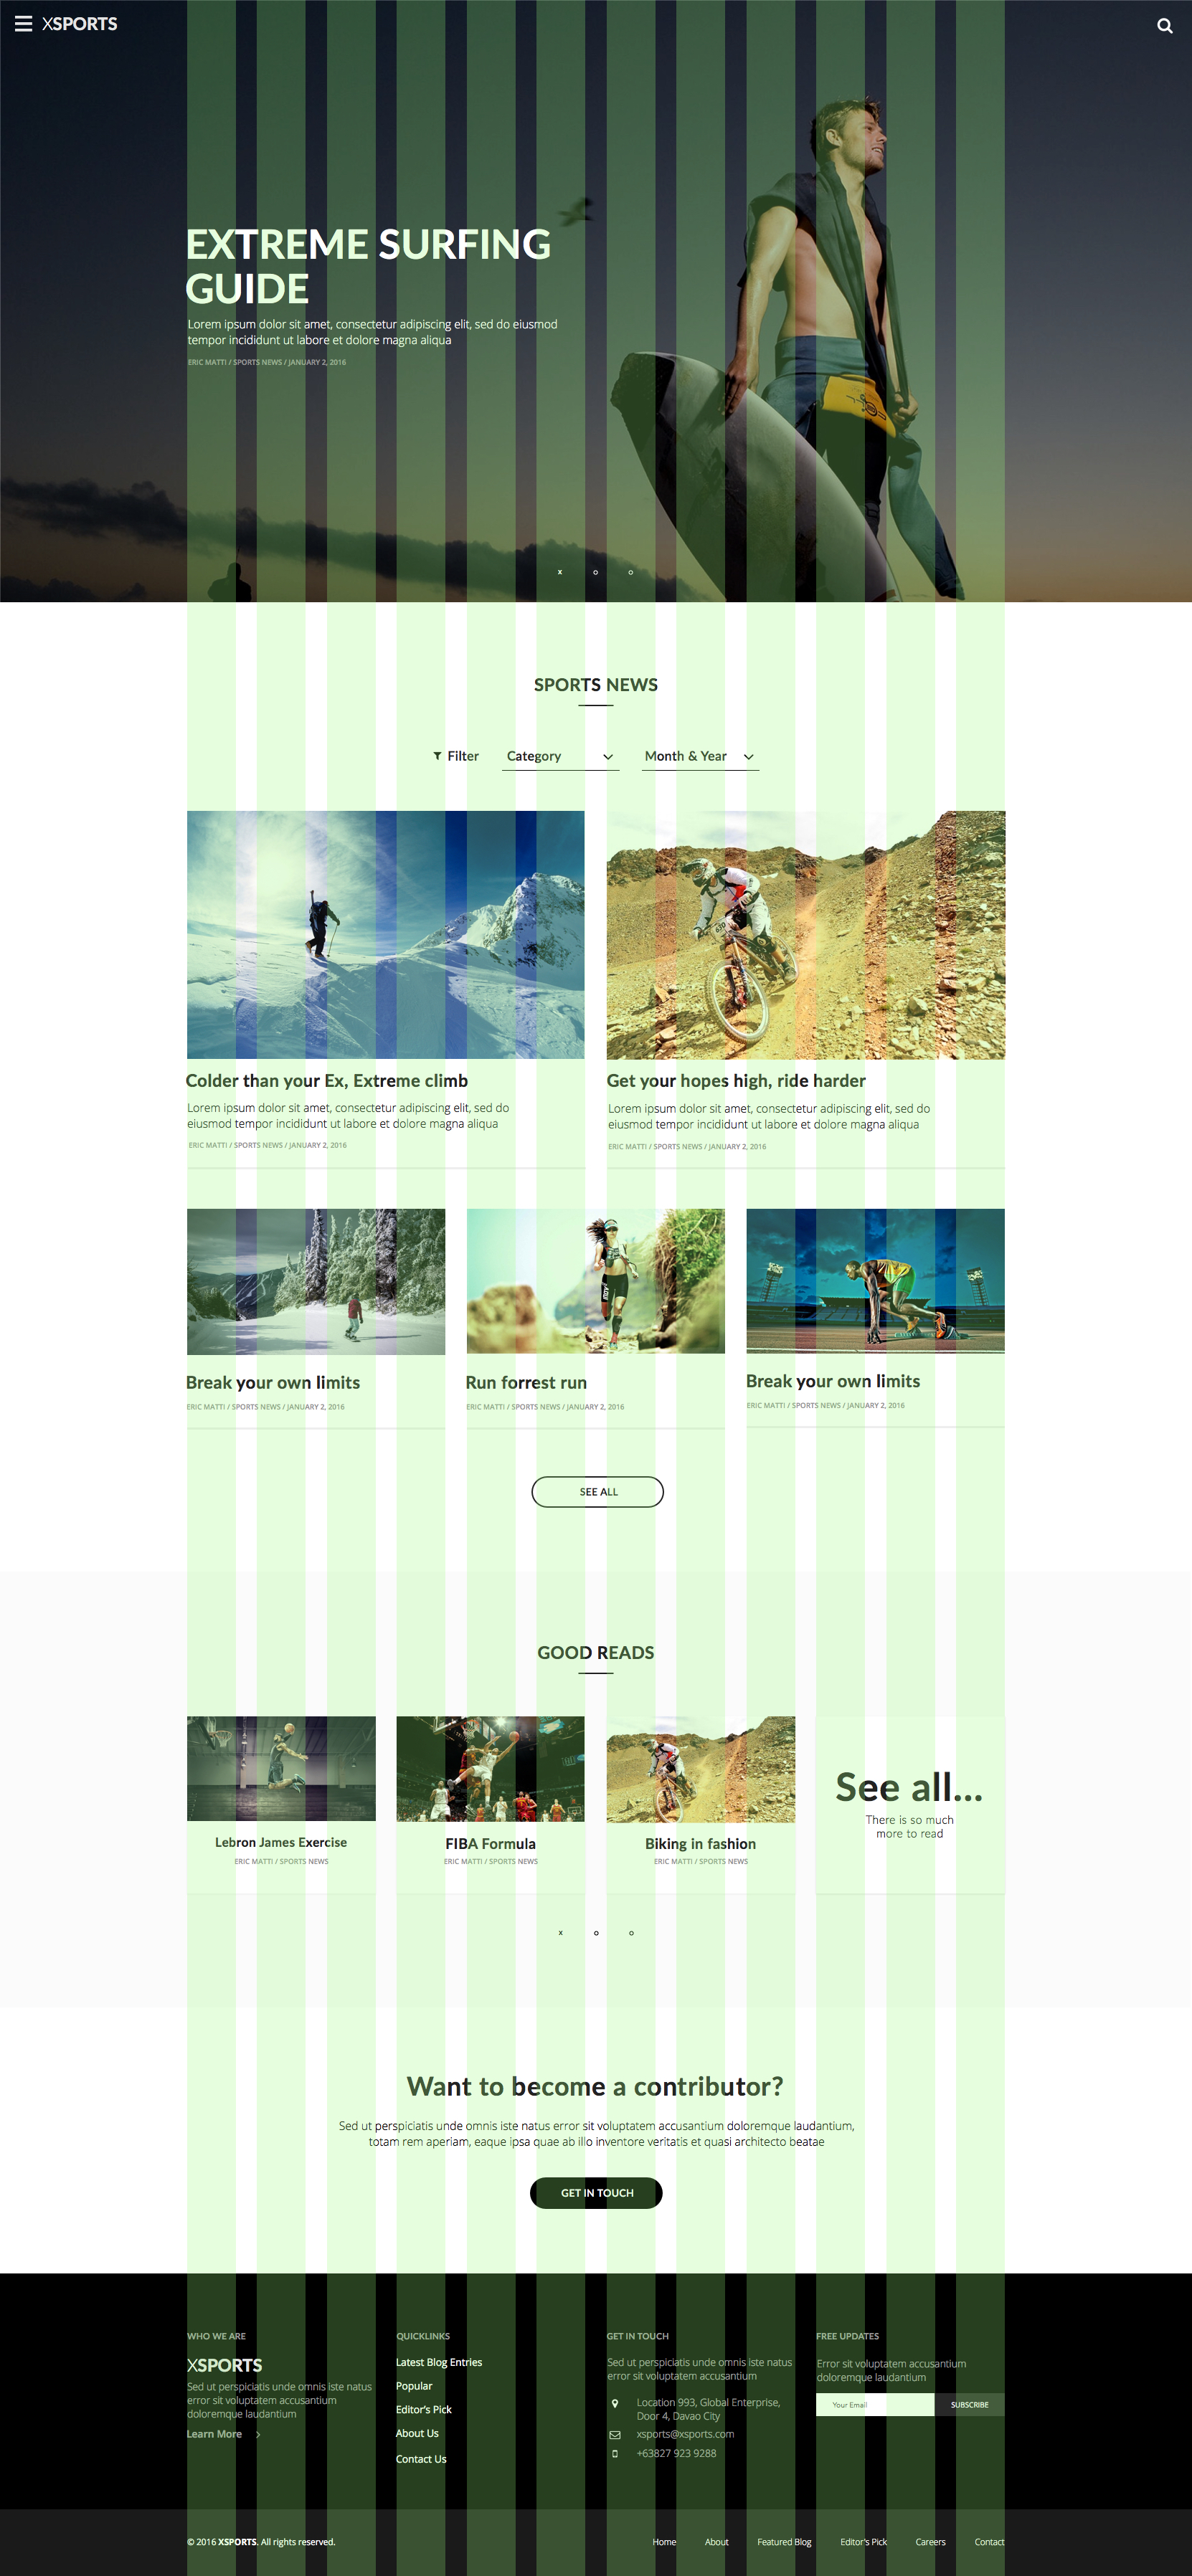 XSPORTS
EXTREME SURFING
GUIDE
Lorem ipsum dolor sit amet, consectetur adipiscing elit, sed do eiusmod
tempor incididunt ut labore et dolore magna aliqua
ERIC MATTI / SPORTS NEWS / JANUARY 2, 2016
SPORTS NEWS
Filter Category Month & Year
Colder than your Ex, Extreme climb
Lorem ipsum dolor sit amet, consectetur adipiscing elit, sed do
eiusmod tempor incididunt ut labore et dolore magna aliqua
ERIC MATTI / SPORTS NEWS / JANUARY 2, 2016
Get your hopes high, ride harder
Lorem ipsum dolor sit amet, consectetur adipiscing elit, sed do
eiusmod tempor incididunt ut labore et dolore magna aliqua
ERIC MATTI / SPORTS NEWS / JANUARY 2, 2016
Break your own limits
ERIC MATTI / SPORTS NEWS / JANUARY 2, 2016
Run forrest run
ERIC MATTI / SPORTS NEWS / JANUARY 2, 2016
Break your own limits
ERIC MATTI / SPORTS NEWS / JANUARY 2, 2016
SEE ALL
GOOD READS
Lebron James Exercise
ERIC MATTI / SPORTS NEWS
FIBA Formula
ERIC MATTI / SPORTS NEWS
Biking in fashion
ERIC MATTI / SPORTS NEWS
See all...
There is so much
more to read
Want to become a contributor?
Sed ut perspiciatis unde omnis iste natus error sit voluptatem accusantium doloremque laudantium,
totam rem aperiam, eaque ipsa quae ab illo inventore veritatis et quasi architecto beatae
GET IN TOUCH
WHO WE ARE
XSPORTS
Sed ut perspiciatis unde omnis iste natus
error sit voluptatem accusantium
doloremque laudantium
Learn More
QUICKLINKS
Latest Blog Entries
Popular
Editor's Pick
About Us
Contact Us
GET IN TOUCH
Sed ut perspiciatis unde omnis iste natus
error sit voluptatem accusantium
Location 993, Global Enterprise,
Door 4, Davao City
xsports@xsports.com
+63827 923 9288
FREE UPDATES
Error sit voluptatem accusantium
doloremque laudantium
Your Email SUBSCRIBE
© 2016 XSPORTS. All rights reserved.
Home About Featured Blog Editor's Pick Careers Contact